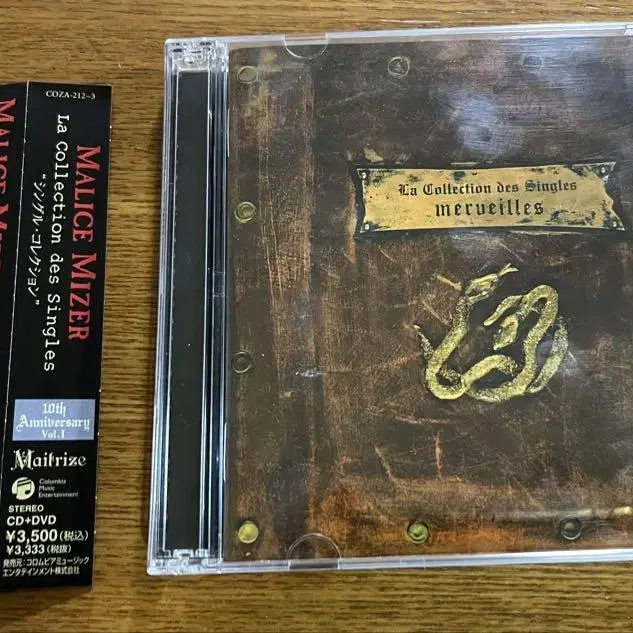 COZA-212~3
MALICE MIZER
La Collection des Singles
“シングル・コレクション”
10th
Anniversary
Vol.1
Maitrize
Columbia
Music
Entertainment
STEREO
CD+DVD
¥3,500(税込)
¥3,333(税抜)
発売元:コロムビアミュージック
エンタテインメント株式会社
MALICE MIZER
La Collection des Singles
merveilles